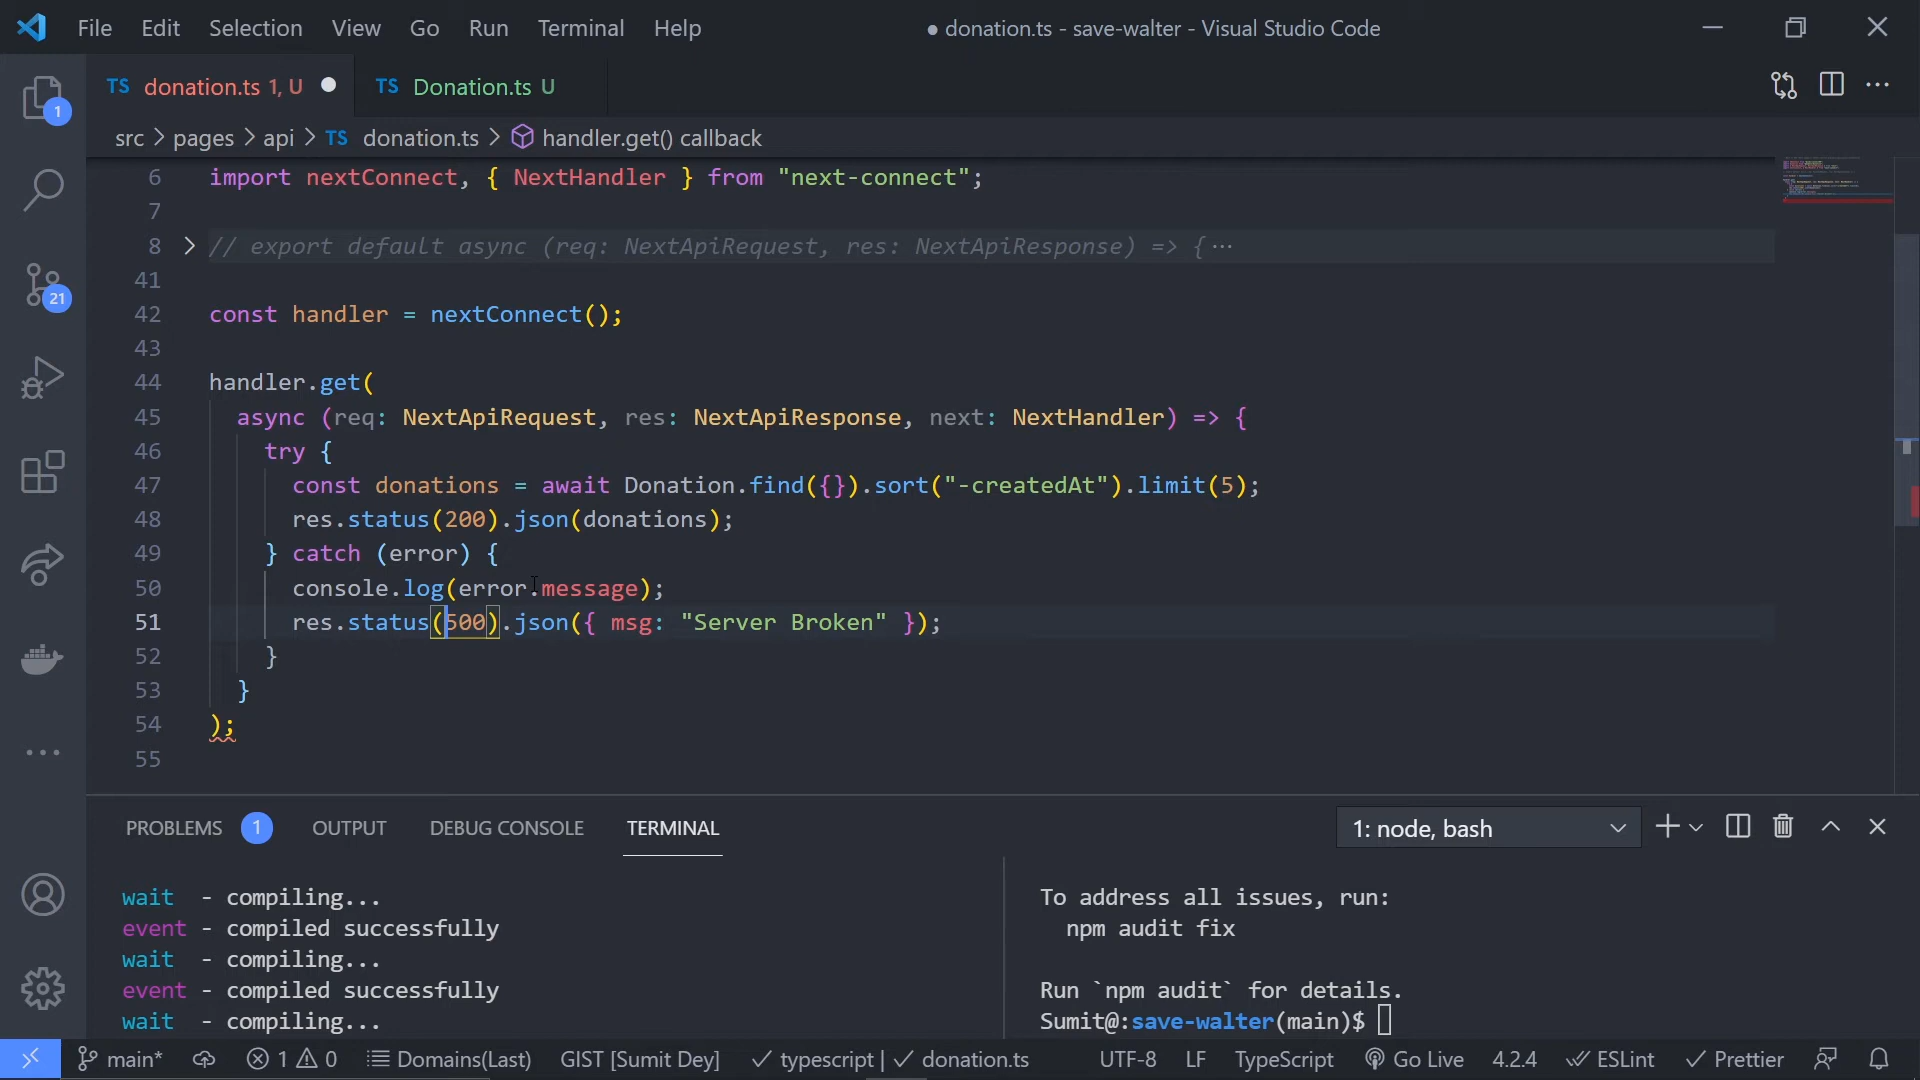 File Edit Selection View Go Run Terminal Help
● donation.ts - save-walter - Visual Studio Code
TS donation.ts 1, U ●
TS Donation.ts U
src > pages > api > TS donation.ts > handler.get() callback
6 import nextConnect, { NextHandler } from "next-connect";
7
8 > // export default async (req: NextApiRequest, res: NextApiResponse) => {···
41
42 const handler = nextConnect();
43
44 handler.get(
45 async (req: NextApiRequest, res: NextApiResponse, next: NextHandler) => {
46 try {
47 const donations = await Donation.find({}).sort("-createdAt").limit(5);
48 res.status(200).json(donations);
49 } catch (error) {
50 console.log(error.message);
51 res.status(500).json({ msg: "Server Broken" });
52 }
53 }
54 );
55
1
21
PROBLEMS 1 OUTPUT DEBUG CONSOLE TERMINAL
1: node, bash
wait - compiling...
event - compiled successfully
wait - compiling...
event - compiled successfully
wait - compiling...
To address all issues, run:
npm audit fix
Run `npm audit` for details.
Sumit@:save-walter(main)$
main* 1 0 Domains(Last) GIST [Sumit Dey] ✓ typescript | ✓ donation.ts UTF-8 LF TypeScript Go Live 4.2.4 ESLint ✓ Prettier